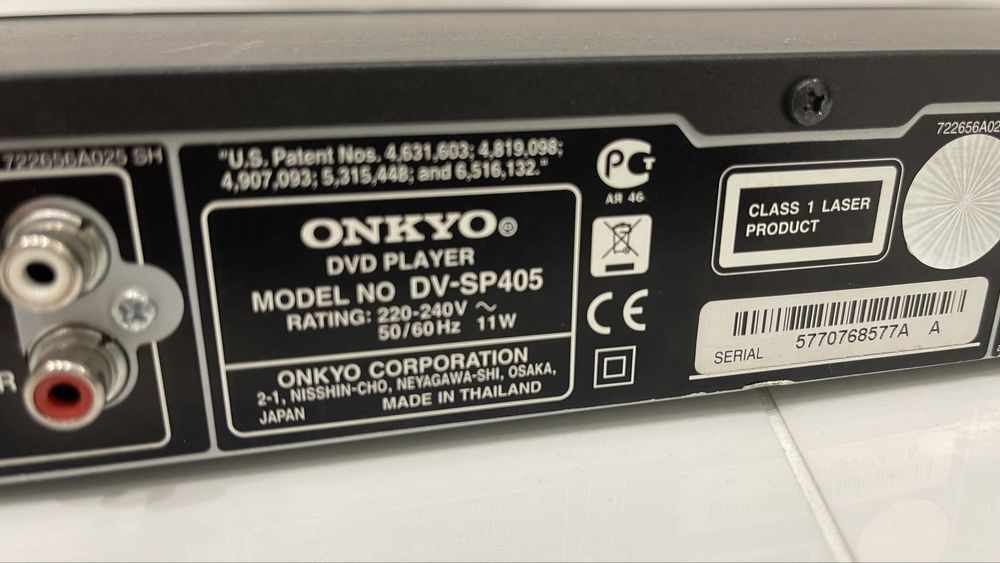 722656A025 SH
"U.S. Patent Nos. 4,631,603; 4,819,098;
4,907,093; 5,315,448; and 6,516,132."
ONKYO®
DVD PLAYER
MODEL NO DV-SP405
RATING: 220-240V ~
50/60Hz 11W
ONKYO CORPORATION
2-1, NISSHIN-CHO, NEYAGAWA-SHI, OSAKA,
JAPAN MADE IN THAILAND
R
РСТ
АЯ 46
CE
CLASS 1 LASER
PRODUCT
722656A02
SERIAL 5770768577A A